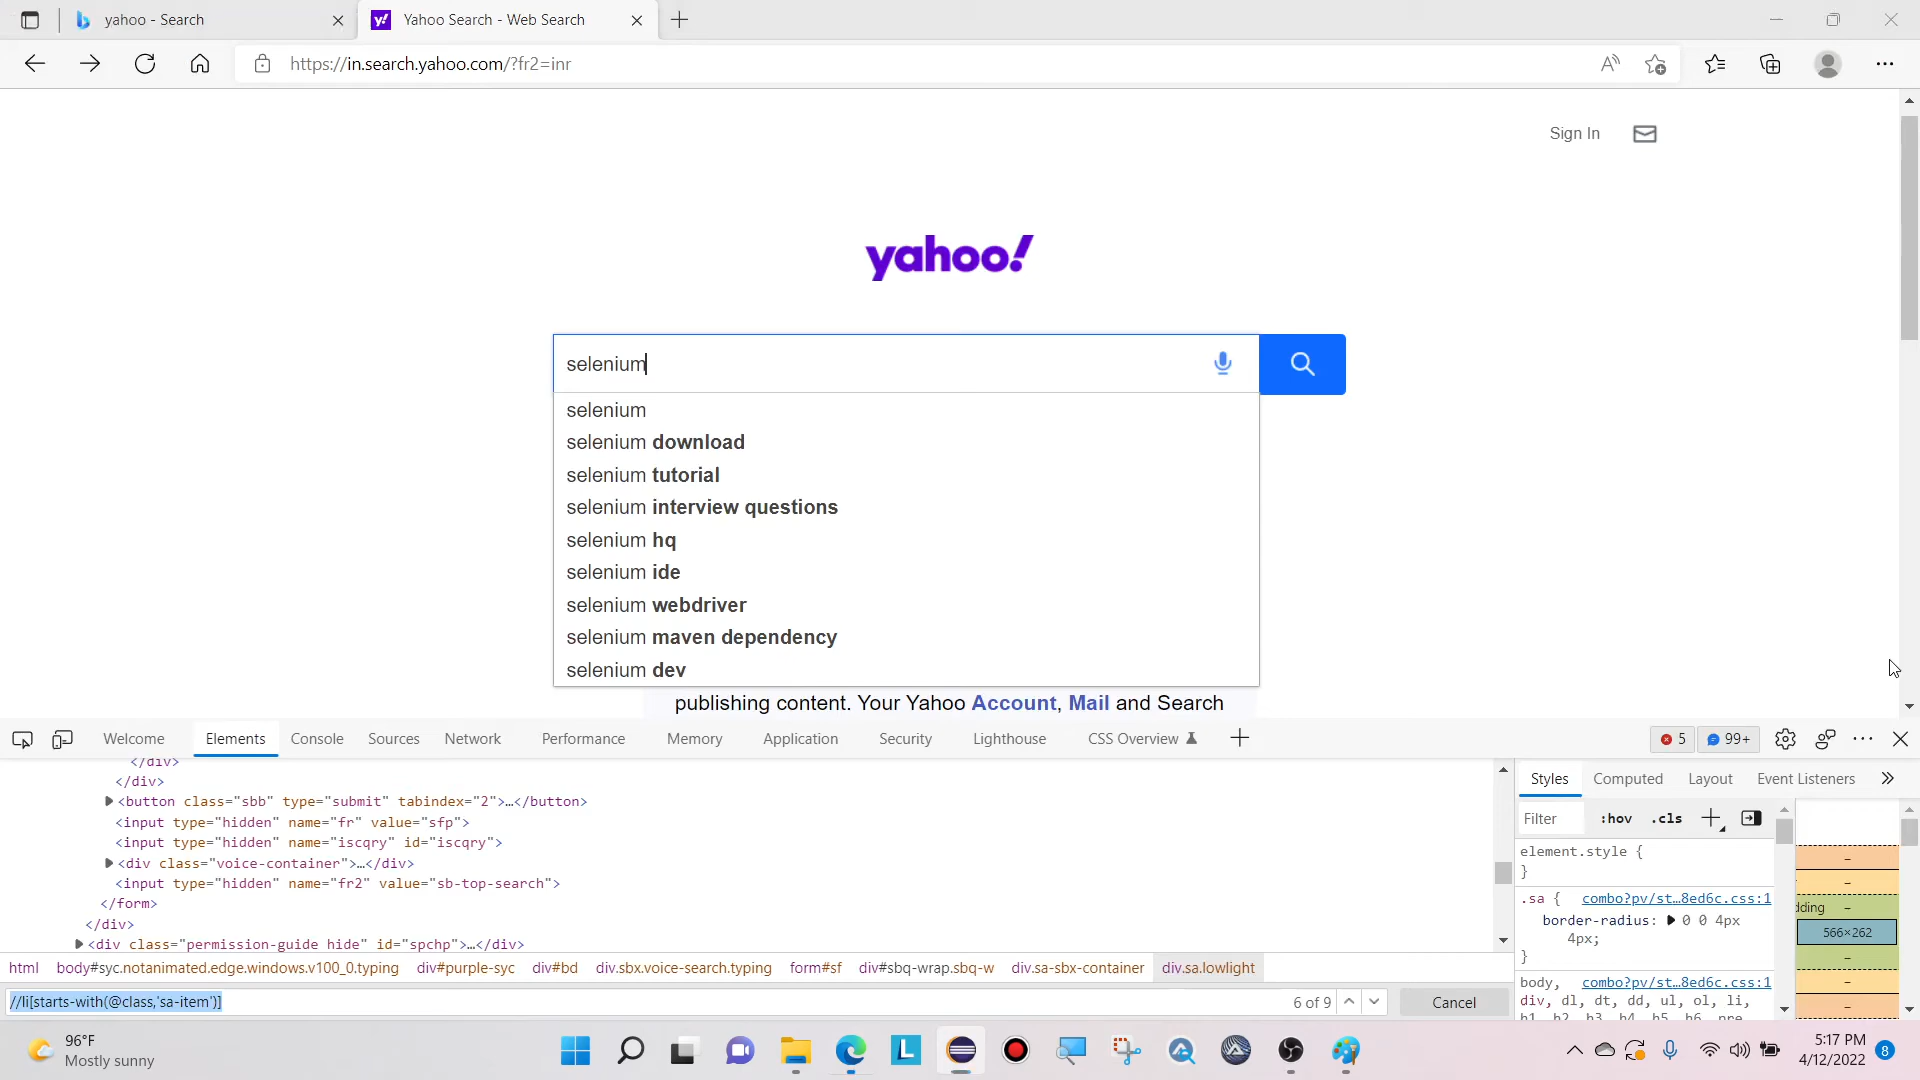 yahoo - Search
Yahoo Search - Web Search
https://in.search.yahoo.com/?fr2=inr
Sign In
yahoo!
selenium
selenium
selenium download
selenium tutorial
selenium interview questions
selenium hq
selenium ide
selenium webdriver
selenium maven dependency
selenium dev
publishing content. Your Yahoo Account, Mail and Search
Welcome Elements Console Sources Network Performance Memory Application Security Lighthouse CSS Overview 5 99+
</div>
</div>
<button class="sbb" type="submit" tabindex="2">…</button>
<input type="hidden" name="fr" value="sfp">
<input type="hidden" name="iscqry" id="iscqry">
<div class="voice-container">…</div>
<input type="hidden" name="fr2" value="sb-top-search">
</form>
</div>
<div class="permission-guide hide" id="spchp">…</div>
html body#syc.notanimated.edge.windows.v100_0.typing div#purple-syc div#bd div.sbx.voice-search.typing form#sf div#sbq-wrap.sbq-w div.sa-sbx-container div.sa.lowlight
//li[starts-with(@class,'sa-item')] 6 of 9 Cancel
Styles Computed Layout Event Listeners
Filter :hov .cls
element.style {
}
.sa { combo?pv/st…8ed6c.css:1
border-radius: 0 0 4px
4px;
}
body, combo?pv/st…8ed6c.css:1
div, dl, dt, dd, ul, ol, li,
h1, h2, h3, h4, h5, h6, pre,
–
–
dding –
566×262
–
–
–
96°F
Mostly sunny
5:17 PM
4/12/2022 8